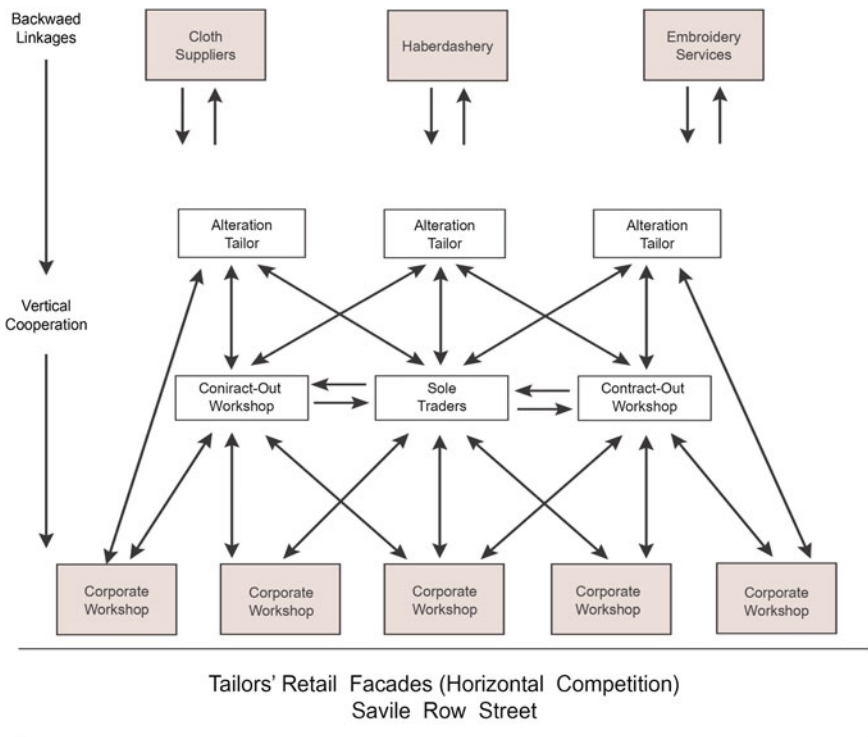 Backwaed
Linkages
Cloth
Suppliers
Haberdashery
Embroidery
Services
Alteration
Tailor
Alteration
Tailor
Alteration
Tailor
Vertical
Cooperation
Coniract-Out
Workshop
Sole
Traders
Contract-Out
Workshop
Corporate
Workshop
Corporate
Workshop
Corporate
Workshop
Corporate
Workshop
Corporate
Workshop
Tailors' Retail Facades (Horizontal Competition)
Savile Row Street